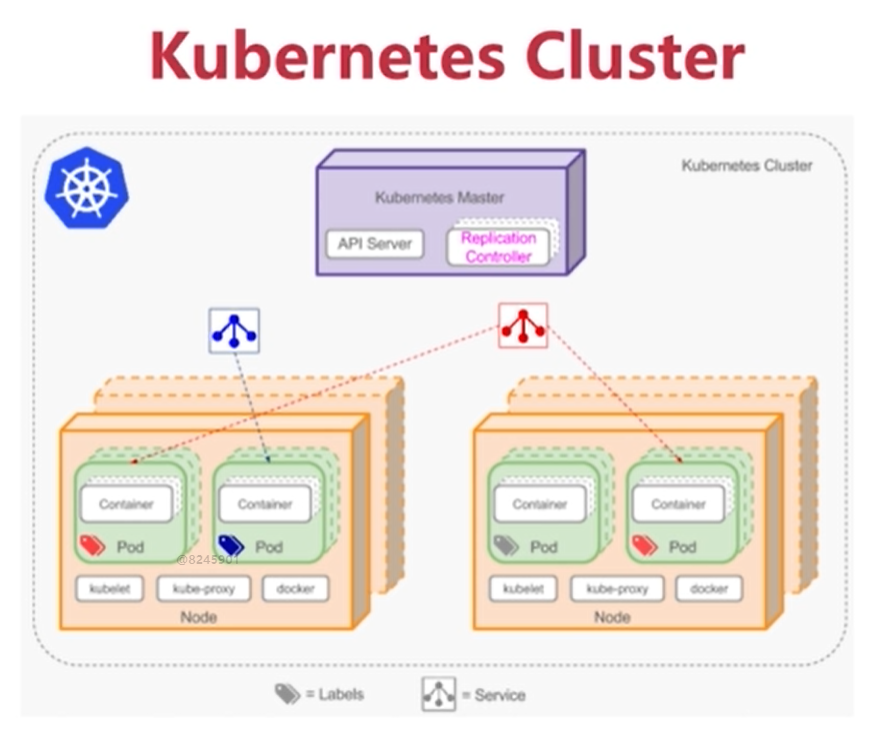 Kubernetes Cluster
Kubernetes Cluster
Kubernetes Master
API Server
Replication
Controller
Container
Container
Container
Container
Pod
Pod
Pod
Pod
kubelet
kube-proxy
docker
kubelet
kube-proxy
docker
Node
Node
= Labels
= Service